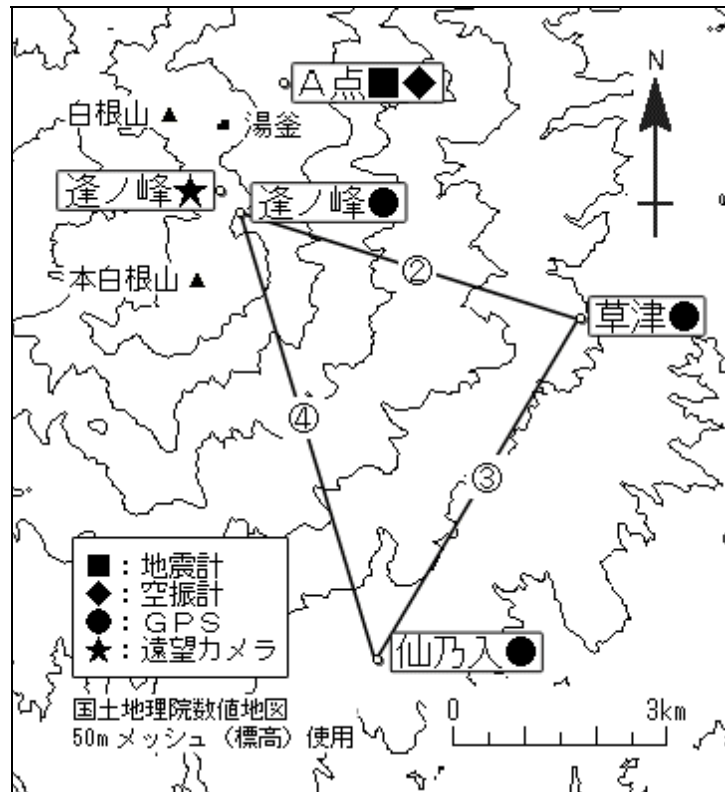 A点■◆
N
白根山▲
■湯釜
逢ノ峰★
逢ノ峰●
②
本白根山▲
草津●
④
③
■：地震計
◆：空振計
●：GPS
★：遠望カメラ
仙乃入●
国土地理院数値地図
50mメッシュ（標高）使用
0 3km